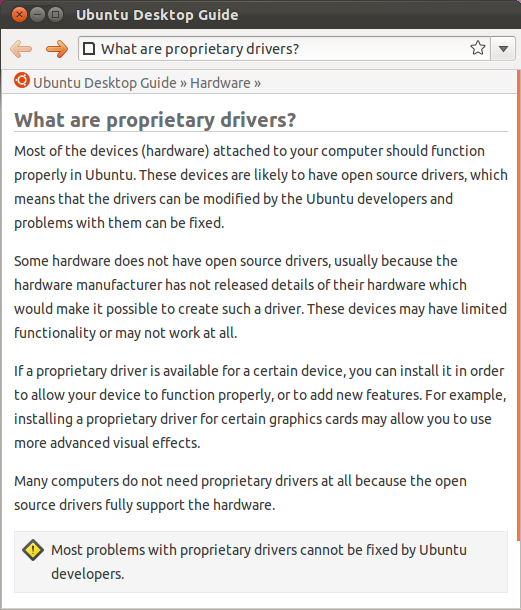 Ubuntu Desktop Guide
What are proprietary drivers?
Ubuntu Desktop Guide » Hardware »
What are proprietary drivers?
Most of the devices (hardware) attached to your computer should function
properly in Ubuntu. These devices are likely to have open source drivers, which
means that the drivers can be modified by the Ubuntu developers and
problems with them can be fixed.
Some hardware does not have open source drivers, usually because the
hardware manufacturer has not released details of their hardware which
would make it possible to create such a driver. These devices may have limited
functionality or may not work at all.
If a proprietary driver is available for a certain device, you can install it in order
to allow your device to function properly, or to add new features. For example,
installing a proprietary driver for certain graphics cards may allow you to use
more advanced visual effects.
Many computers do not need proprietary drivers at all because the open
source drivers fully support the hardware.
Most problems with proprietary drivers cannot be fixed by Ubuntu
developers.